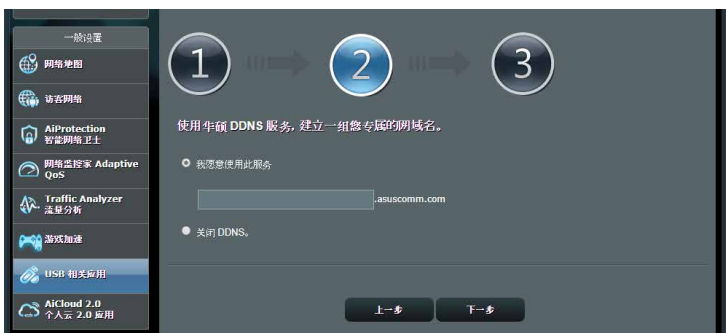 一般设置
网络地图
访客网络
AiProtection
智能网络卫士
网络监控家 Adaptive
QoS
Traffic Analyzer
流量分析
游戏加速
USB 相关应用
AiCloud 2.0
个人云 2.0 应用
1
2
3
使用华硕 DDNS 服务, 建立一组您专属的网域名。
我愿意使用此服务
.asuscomm.com
关闭 DDNS。
上一步
下一步